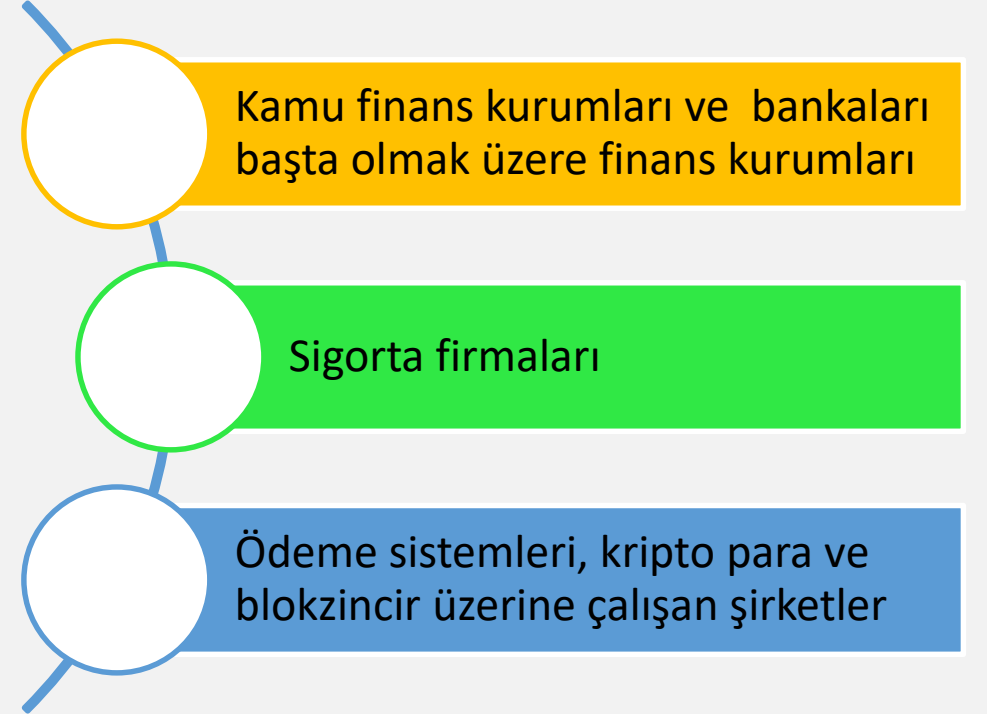 Kamu finans kurumları ve  bankaları
başta olmak üzere finans kurumları
Sigorta firmaları
Ödeme sistemleri, kripto para ve
blokzincir üzerine çalışan şirketler